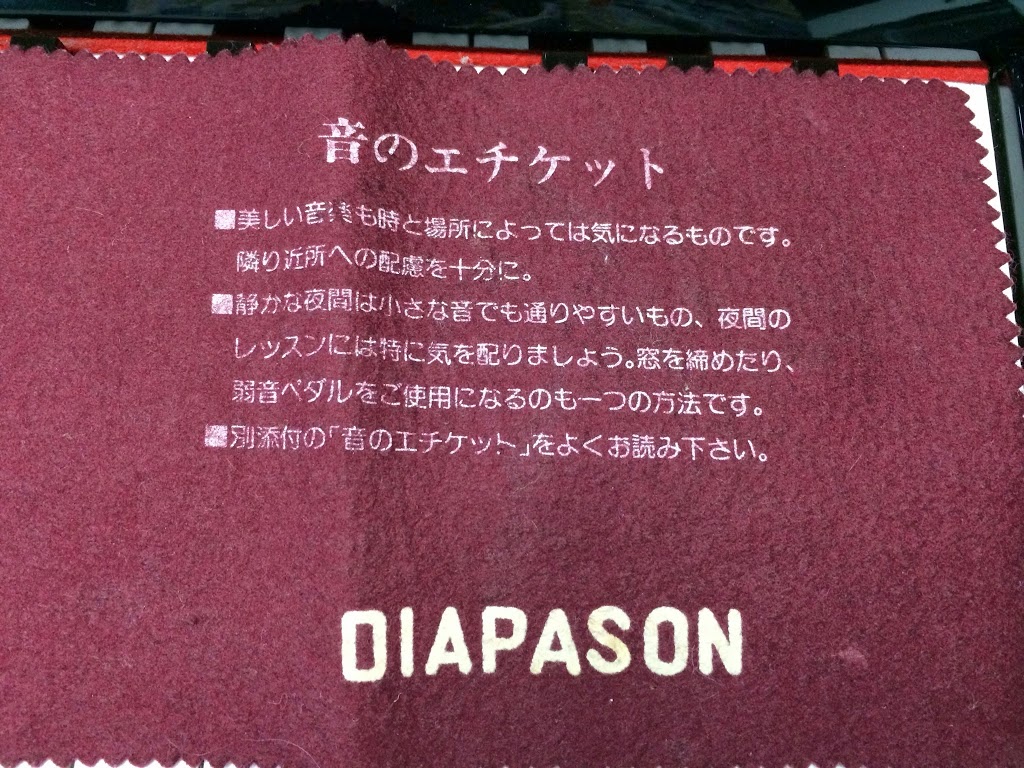 音のエチケット
■美しい音楽も時と場所によっては気になるものです。
隣り近所への配慮を十分に。
■静かな夜間は小さな音でも通りやすいもの、夜間の
レッスンには特に気を配りましょう。窓を締めたり、
弱音ペダルをご使用になるのも一つの方法です。
■別添付の「音のエチケット」をよくお読み下さい。
DIAPASON